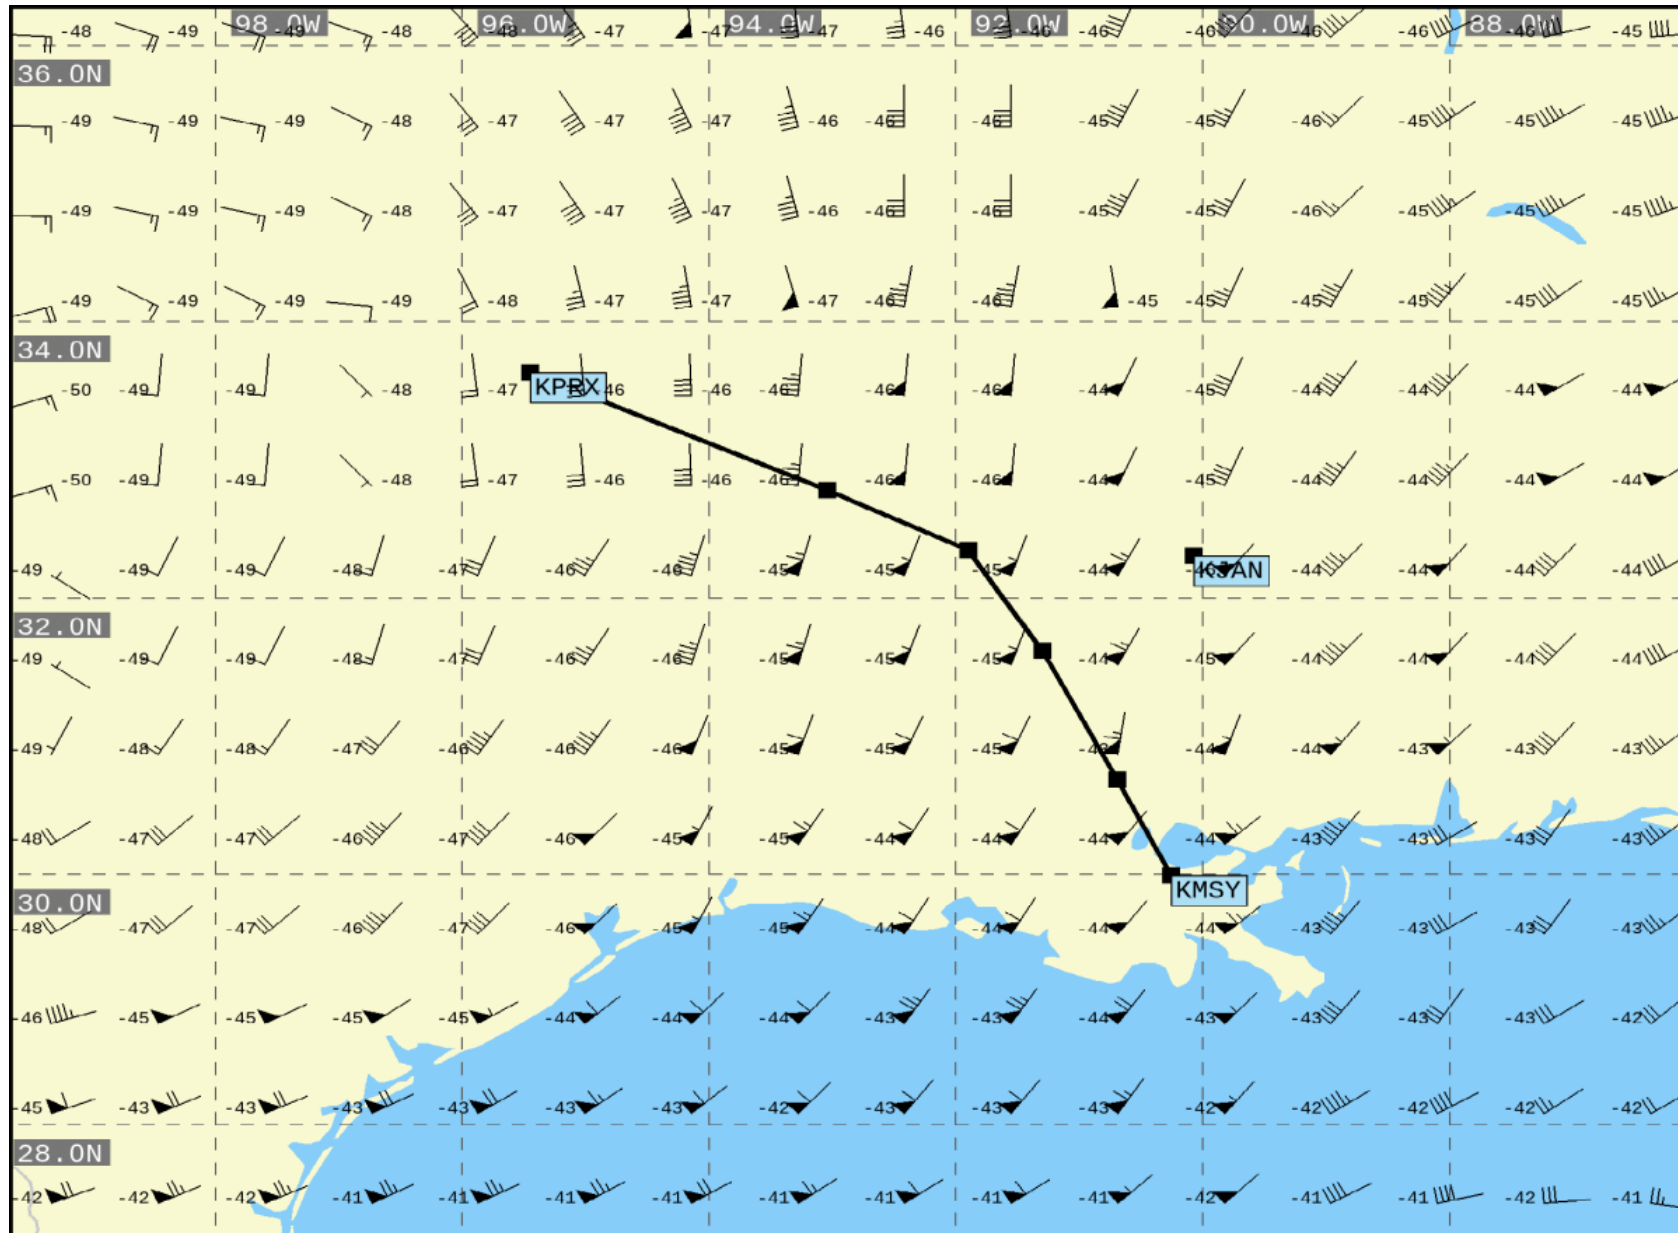 -48 -49 98.0W -49 -48 96.0W -48 -47 -47 94.0W -47 -46 92.0W -46 -46 90.0W -46 -46 88.0W -46 -45
36.0N
-49 -49 -49 -48 -47 -47 -47 -46 -46 -46 -45 -45 -46 -45 -45 -45
-49 -49 -49 -48 -47 -47 -47 -46 -46 -46 -45 -45 -46 -45 -45 -45
-49 -49 -49 -49 -48 -47 -47 -47 -46 -46 -45 -45 -45 -45 -45 -45
34.0N
-50 -49 -49 -48 -47 KPRX -46 -46 -46 -46 -46 -44 -45 -44 -44 -44 -44
-50 -49 -49 -48 -47 -46 -46 -46 -46 -46 -44 -45 -44 -44 -44 -44
-49 -49 -49 -48 -47 -46 -46 -45 -45 -45 -44 KJAN -44 -44 -44 -44
32.0N
-49 -49 -49 -48 -47 -46 -46 -45 -45 -45 -44 -45 -44 -44 -44 -44
-49 -48 -48 -47 -46 -46 -46 -45 -45 -45 -43 -44 -44 -43 -43 -43
-48 -47 -47 -46 -47 -46 -45 -45 -44 -44 -44 -44 -43 -43 -43 -43
KMSY
30.0N
-48 -47 -47 -46 -47 -46 -45 -45 -44 -44 -44 -44 -43 -43 -43 -43
-46 -45 -45 -45 -45 -44 -44 -44 -43 -43 -44 -43 -43 -43 -43 -42
-45 -43 -43 -43 -43 -43 -43 -42 -43 -43 -43 -42 -42 -42 -42 -42
28.0N
-42 -42 -42 -41 -41 -41 -41 -41 -41 -41 -41 -42 -41 -41 -42 -41